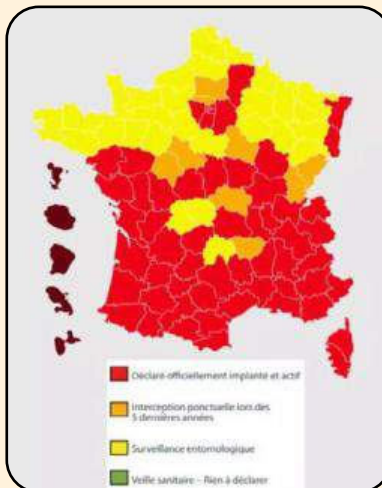 Déclaré officiellement implanté et actif
Interception ponctuelle lors des
5 dernières années
Surveillance entomologique
Veille sanitaire – Rien à déclarer